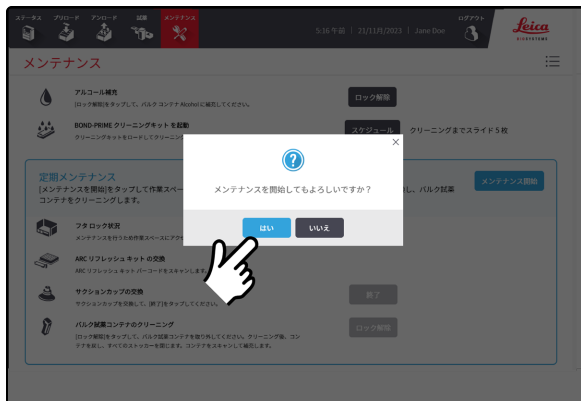 ステータス プリロード アンロード 試薬 メンテナンス
5:16 午前 | 21/11月/2023 | Jane Doe ログアウト
Leica
BIOSYSTEMS
メンテナンス
アルコール補充
[ロック解除]をタップして、バルク コンテナ Alcohol に補充してください。
ロック解除
BOND-PRIME クリーニングキット を起動
クリーニングキットをロードしてクリーニン
スケジュール クリーニングまでスライド 5 枚
定期メンテナンス
[メンテナンスを開始]をタップして作業スペー
し、バルク試薬
コンテナをクリーニングします。
メンテナンス開始
メンテナンスを開始してもよろしいですか？
はい いいえ
フタ ロック状況
メンテナンスを行うため作業スペースにアク
ARC リフレッシュ キット の交換
ARC リフレッシュ キット バーコードをスキャンします。
サクションカップの交換
サクションカップを交換して、[終了]をタップしてください。
終了
バルク試薬コンテナのクリーニング
[ロック解除]をタップして、バルク試薬コンテナを取り外してください。クリーニング後、コン
テナを戻し、すべてのストッカーを閉じます。コンテナをスキャンして補充します。
ロック解除